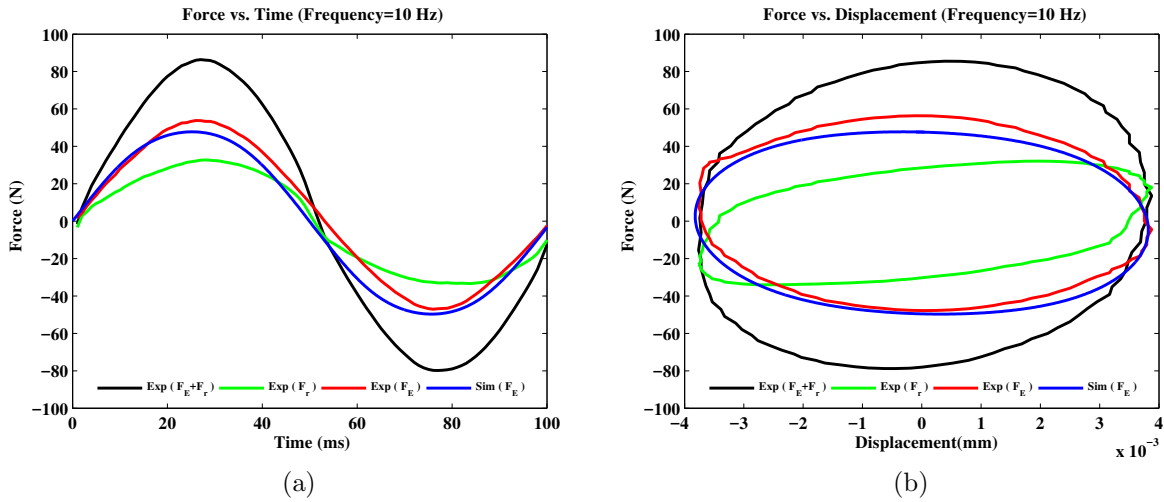 Force vs. Time (Frequency=10 Hz)
Force (N)
100
80
60
40
20
0
−20
−40
−60
−80
−100
Exp ( F_E+F_r )
Exp ( F_r )
Exp ( F_E )
Sim ( F_E )
0
20
40
60
80
100
Time (ms)
(a)
Force vs. Displacement (Frequency=10 Hz)
Force (N)
100
80
60
40
20
0
−20
−40
−60
−80
−100
Exp ( F_E+F_r )
Exp ( F_r )
Exp ( F_E )
Sim ( F_E )
−4
−3
−2
−1
0
1
2
3
4
x 10^−3
Displacement(mm)
(b)